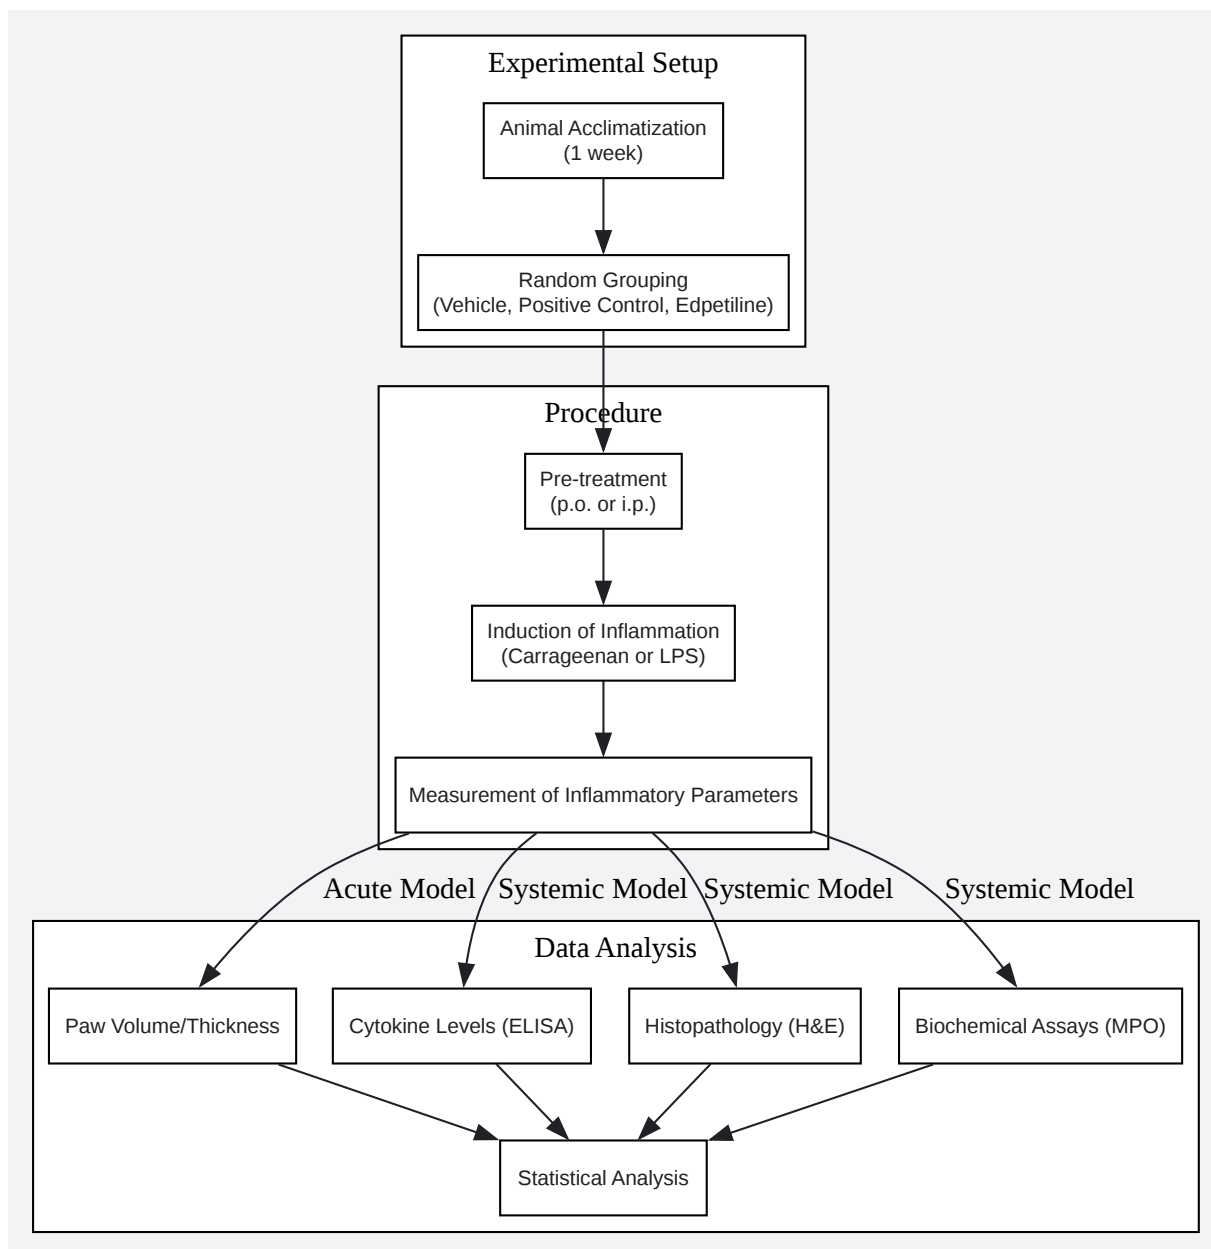 Experimental Setup
Animal Acclimatization
(1 week)
Random Grouping
(Vehicle, Positive Control, Edpetiline)
Procedure
Pre-treatment
(p.o. or i.p.)
Induction of Inflammation
(Carrageenan or LPS)
Measurement of Inflammatory Parameters
Acute Model
Systemic Model
Systemic Model
Systemic Model
Data Analysis
Paw Volume/Thickness
Cytokine Levels (ELISA)
Histopathology (H&E)
Biochemical Assays (MPO)
Statistical Analysis